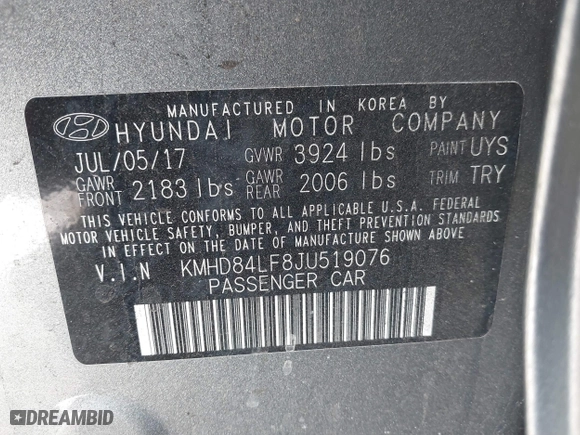 MANUFACTURED IN KOREA BY
HYUNDAI MOTOR COMPANY
JUL/05/17 GVWR 3924 lbs PAINT UYS
GAWR FRONT 2183 lbs GAWR REAR 2006 lbs TRIM TRY
THIS VEHICLE CONFORMS TO ALL APPLICABLE U.S.A. FEDERAL
MOTOR VEHICLE SAFETY, BUMPER, AND THEFT PREVENTION STANDARDS
IN EFFECT ON THE DATE OF MANUFACTURE SHOWN ABOVE
V.I.N KMHD84LF8JU519076
PASSENGER CAR
DREAMBID